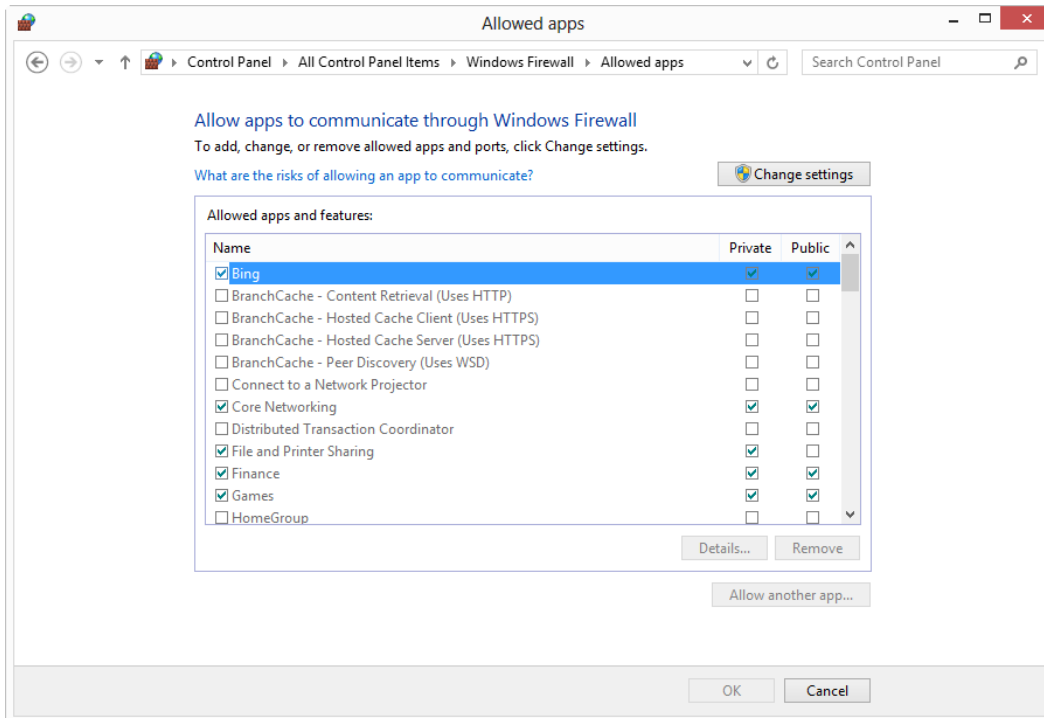 Allowed apps
Control Panel All Control Panel Items Windows Firewall Allowed apps Search Control Panel
Allow apps to communicate through Windows Firewall
To add, change, or remove allowed apps and ports, click Change settings.
What are the risks of allowing an app to communicate? Change settings
Allowed apps and features:
Name Private Public
Bing
BranchCache - Content Retrieval (Uses HTTP)
BranchCache - Hosted Cache Client (Uses HTTPS)
BranchCache - Hosted Cache Server (Uses HTTPS)
BranchCache - Peer Discovery (Uses WSD)
Connect to a Network Projector
Core Networking
Distributed Transaction Coordinator
File and Printer Sharing
Finance
Games
HomeGroup
Details... Remove
Allow another app...
OK Cancel